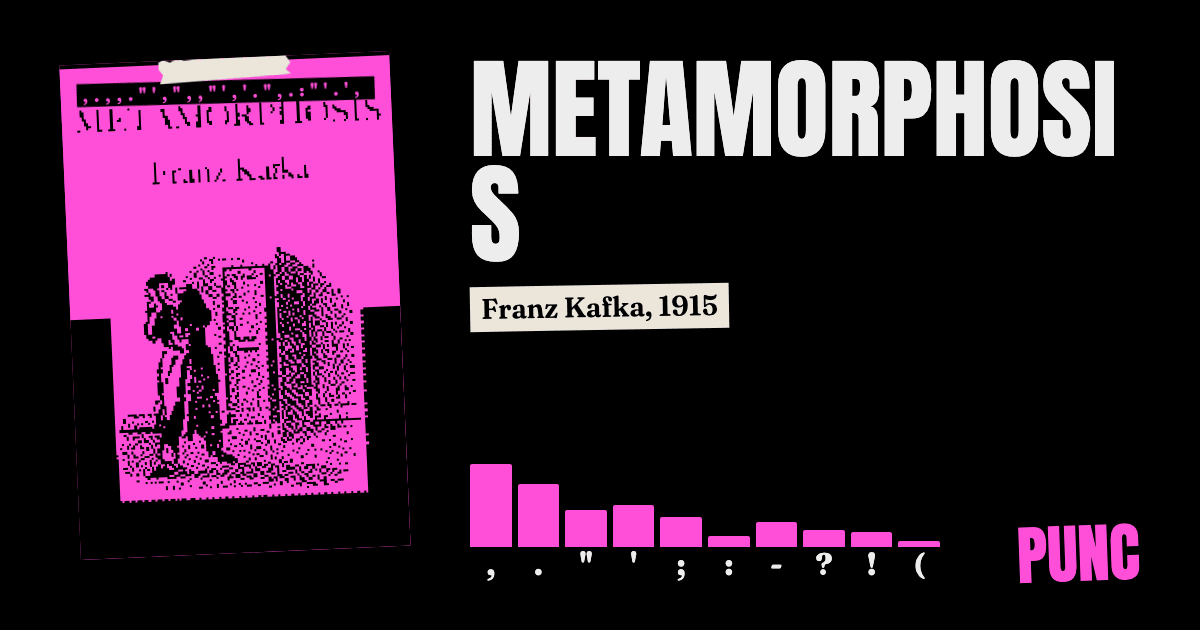 ,.,,."',",,"','.",.:"'.',
METAMORPHOSIS
Franz Kafka
METAMORPHOSI
S
Franz Kafka, 1915
, . " ' ; : - ? ! (
PUNC